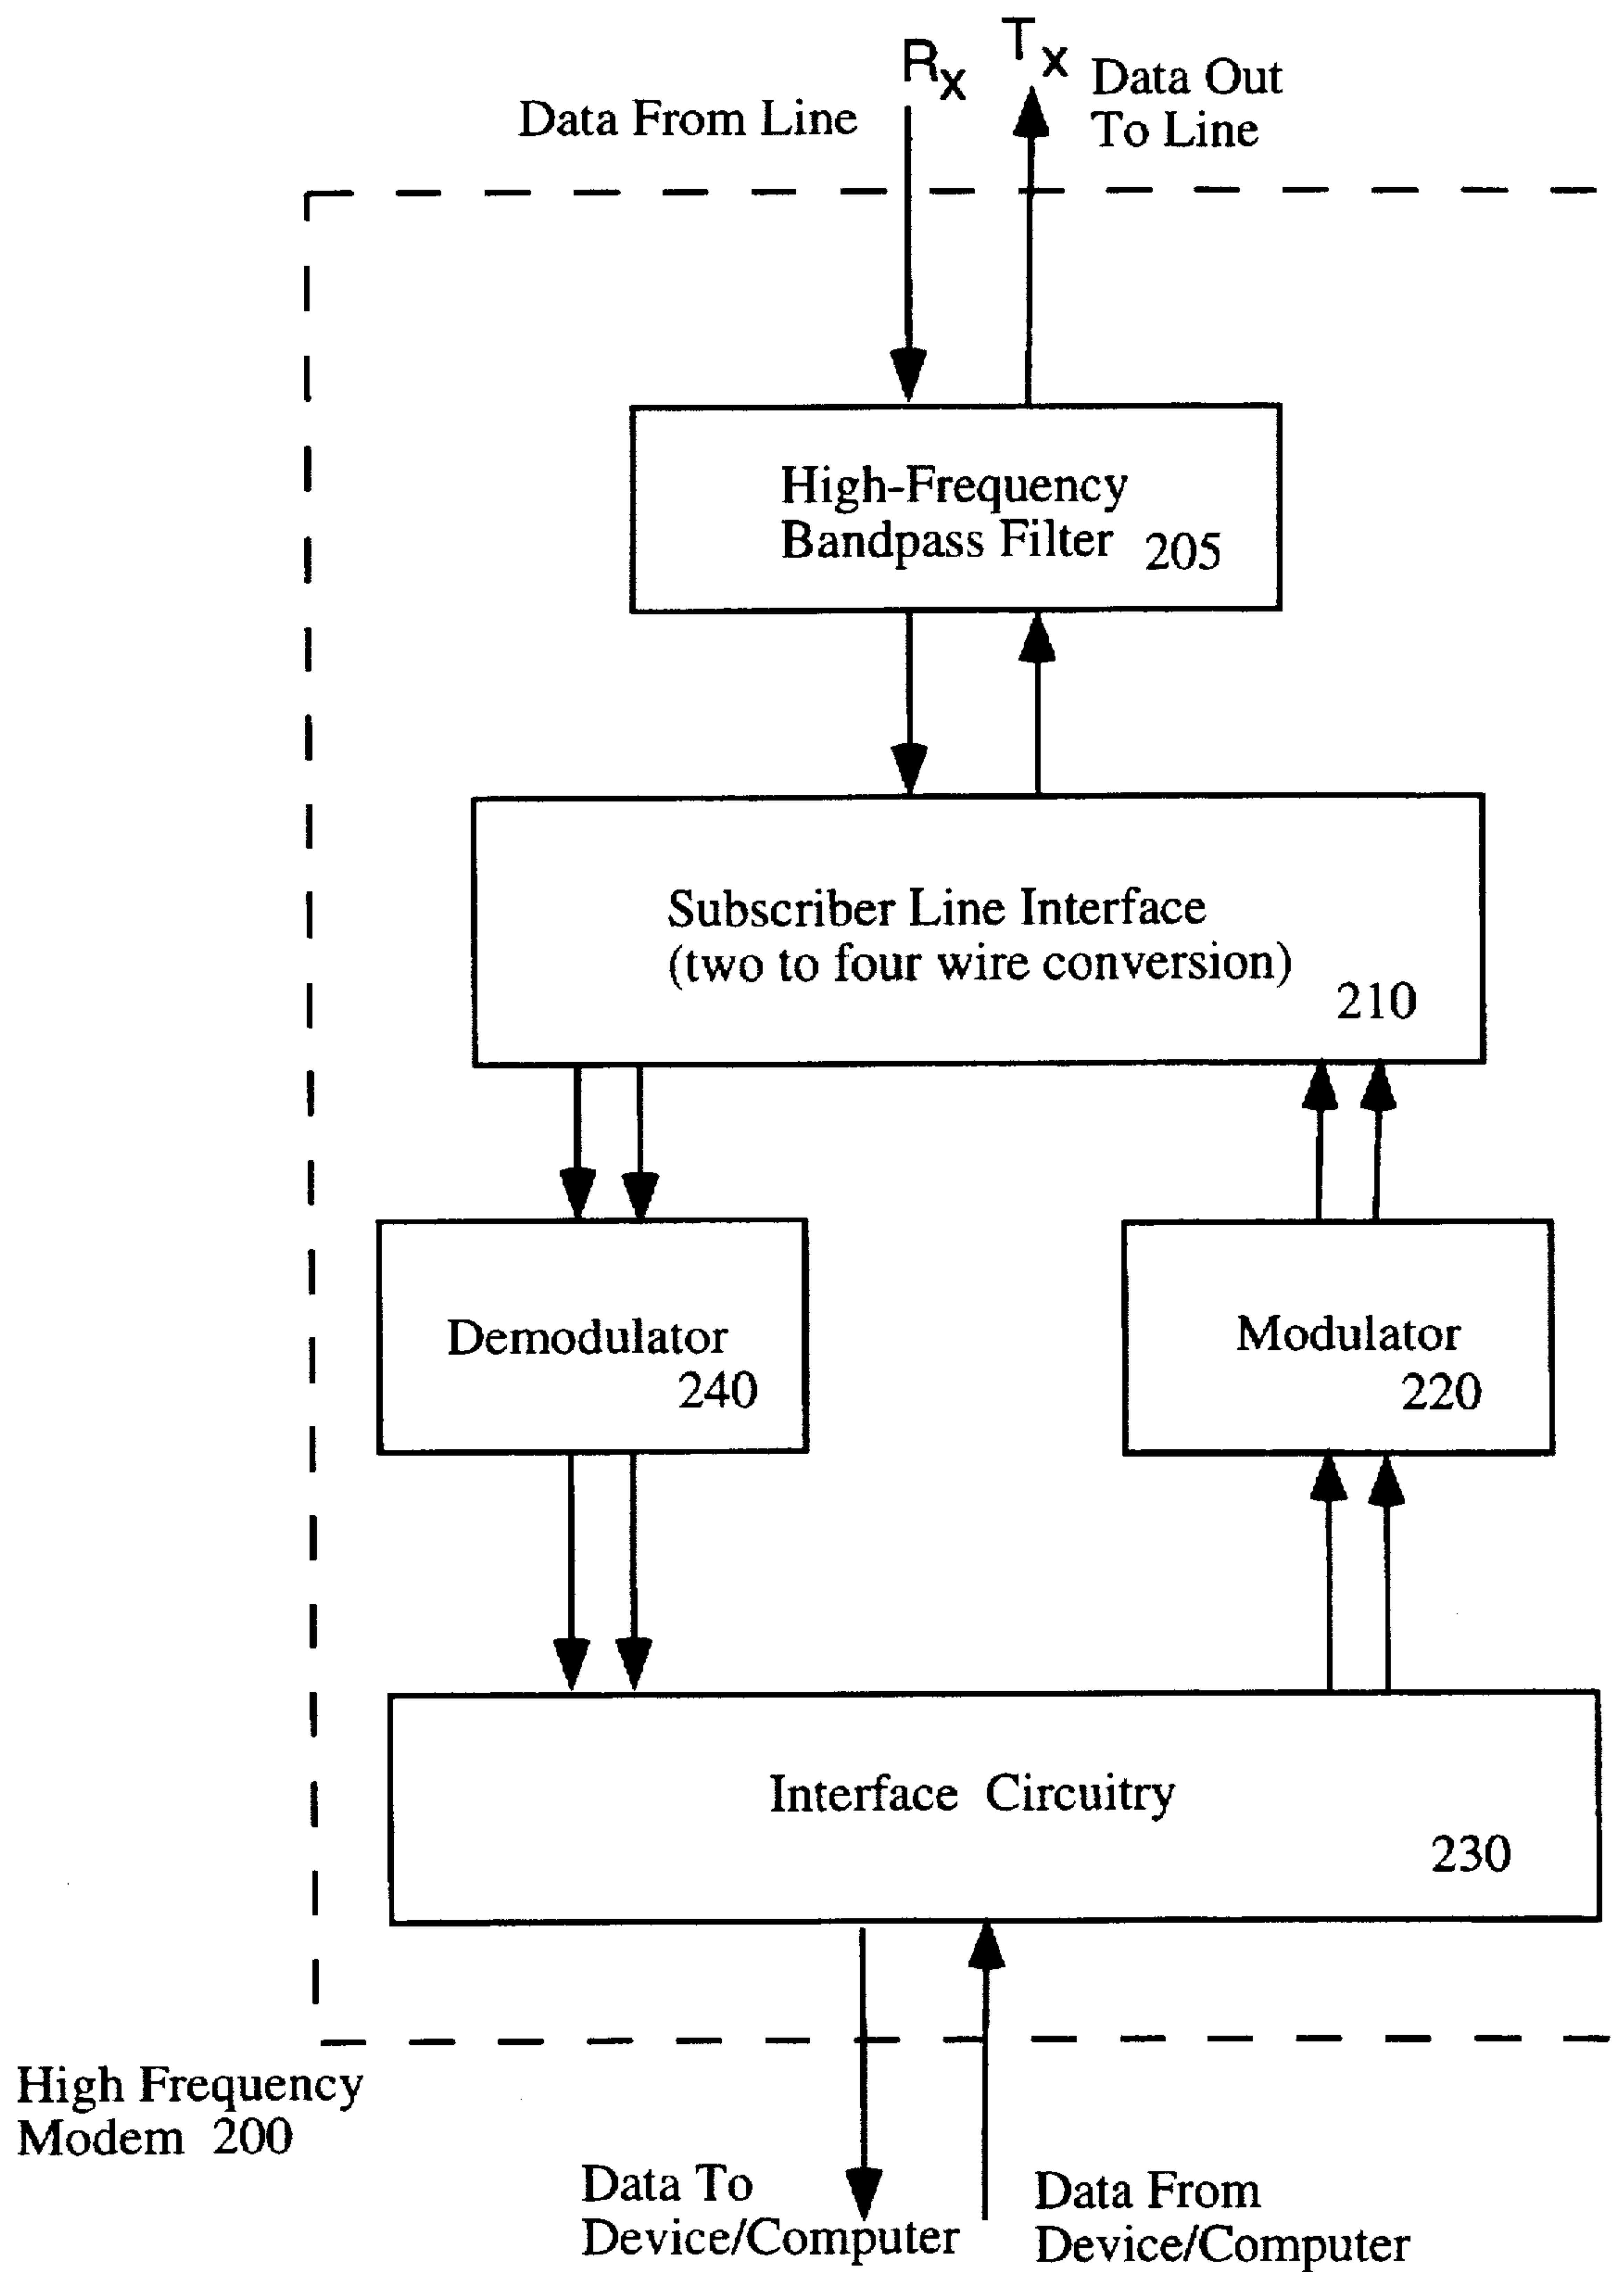 Rx Tx
Data From Line
Data Out
To Line
High-Frequency
Bandpass Filter 205
Subscriber Line Interface
(two to four wire conversion)
210
Demodulator
240
Modulator
220
Interface Circuitry
230
High Frequency
Modem 200
Data To
Device/Computer
Data From
Device/Computer